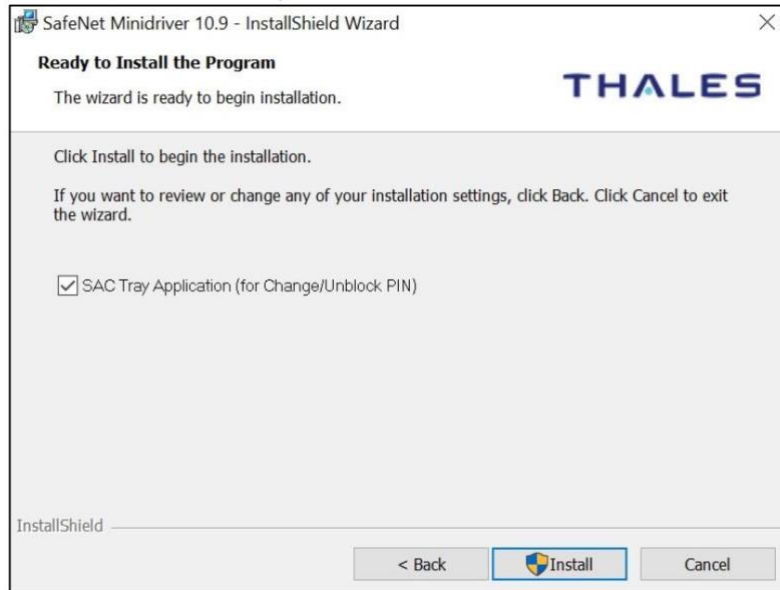 SafeNet Minidriver 10.9 - InstallShield Wizard
Ready to Install the Program
The wizard is ready to begin installation.
THALES
Click Install to begin the installation.
If you want to review or change any of your installation settings, click Back. Click Cancel to exit
the wizard.
SAC Tray Application (for Change/Unblock PIN)
InstallShield
< Back
Install
Cancel